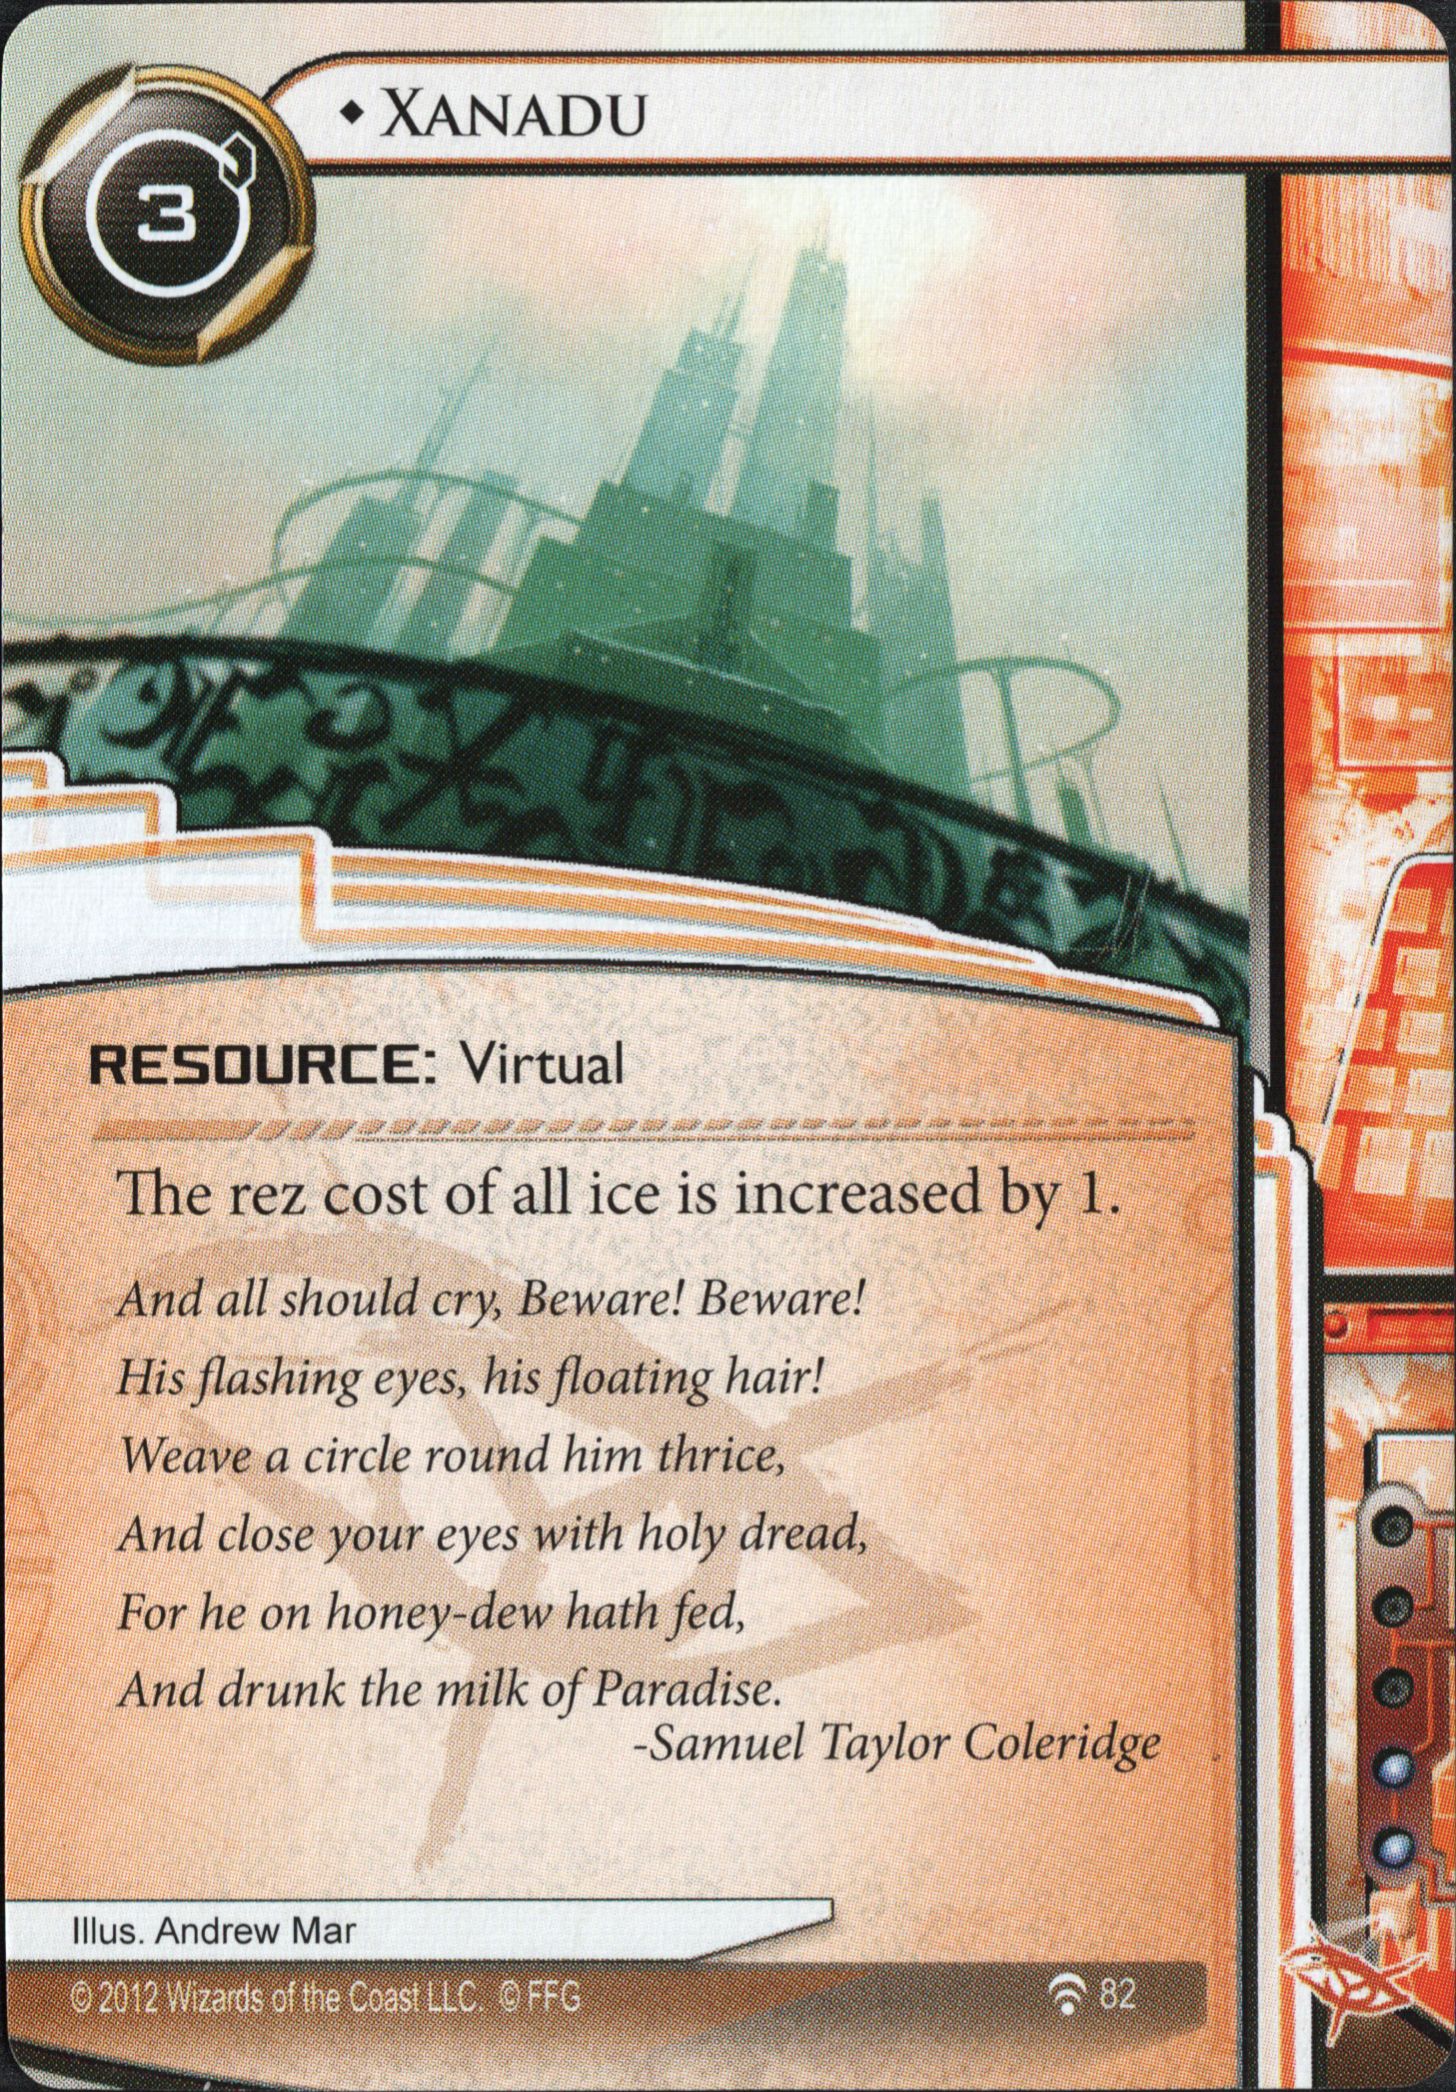 3
◆ XANADU
RESOURCE: Virtual
The rez cost of all ice is increased by 1.
And all should cry, Beware! Beware!
His flashing eyes, his floating hair!
Weave a circle round him thrice,
And close your eyes with holy dread,
For he on honey-dew hath fed,
And drunk the milk of Paradise.
-Samuel Taylor Coleridge
Illus. Andrew Mar
© 2012 Wizards of the Coast LLC. © FFG
82